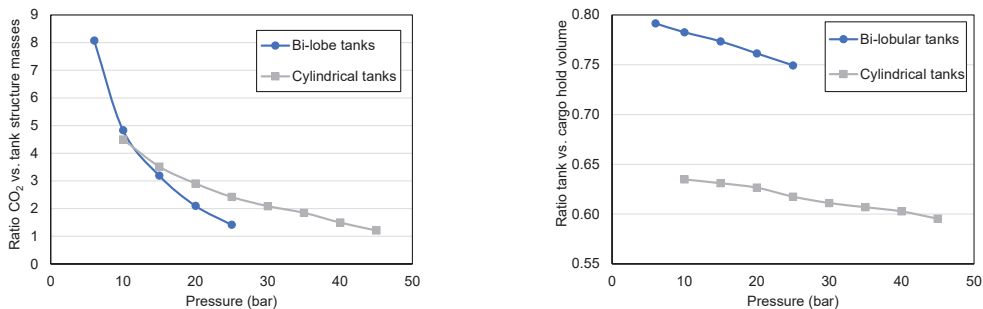 Ratio CO2 vs. tank structure masses
9
8
7
6
5
4
3
2
1
0
0 10 20 30 40 50
Pressure (bar)
Bi-lobe tanks
Cylindrical tanks
Ratio tank vs. cargo hold volume
0.80
0.75
0.70
0.65
0.60
0.55
0 10 20 30 40 50
Pressure (bar)
Bi-lobular tanks
Cylindrical tanks